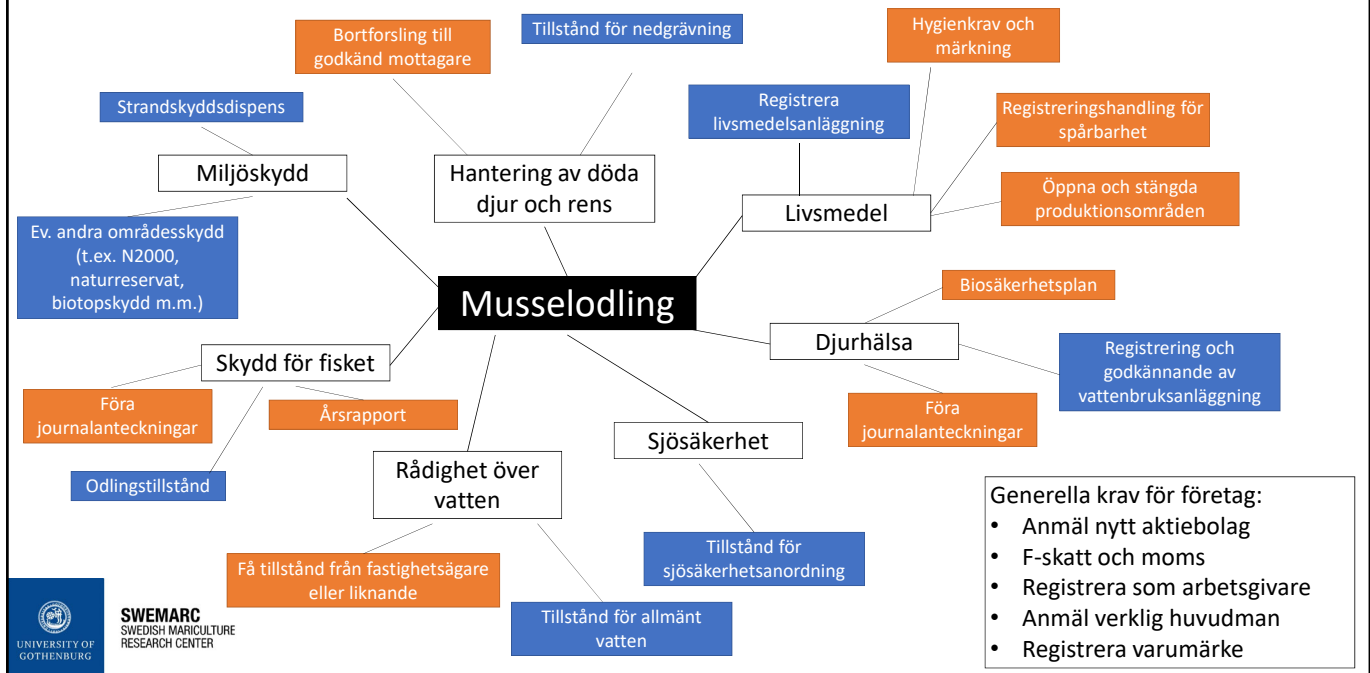 Bortforsling till
godkänd mottagare
Tillstånd för nedgrävning
Hygienkrav och
märkning
Strandskyddsdispens
Registrera
livsmedelsanläggning
Registreringshandling för
spårbarhet
Miljöskydd
Hantering av döda
djur och rens
Livsmedel
Öppna och stängda
produktionsområden
Ev. andra områdesskydd
(t.ex. N2000,
naturreservat,
biotopskydd m.m.)
Musselodling
Biosäkerhetsplan
Djurhälsa
Registrering och
godkännande av
vattenbruksanläggning
Skydd för fisket
Föra
journalanteckningar
Årsrapport
Föra
journalanteckningar
Sjösäkerhet
Odlingstillstånd
Rådighet över
vatten
Generella krav för företag:
• Anmäl nytt aktiebolag
• F-skatt och moms
• Registrera som arbetsgivare
• Anmäl verklig huvudman
• Registrera varumärke
Få tillstånd från fastighetsägare
eller liknande
Tillstånd för
sjösäkerhetsanordning
Tillstånd för allmänt
vatten
UNIVERSITY OF
GOTHENBURG
SWEMARC
SWEDISH MARICULTURE
RESEARCH CENTER